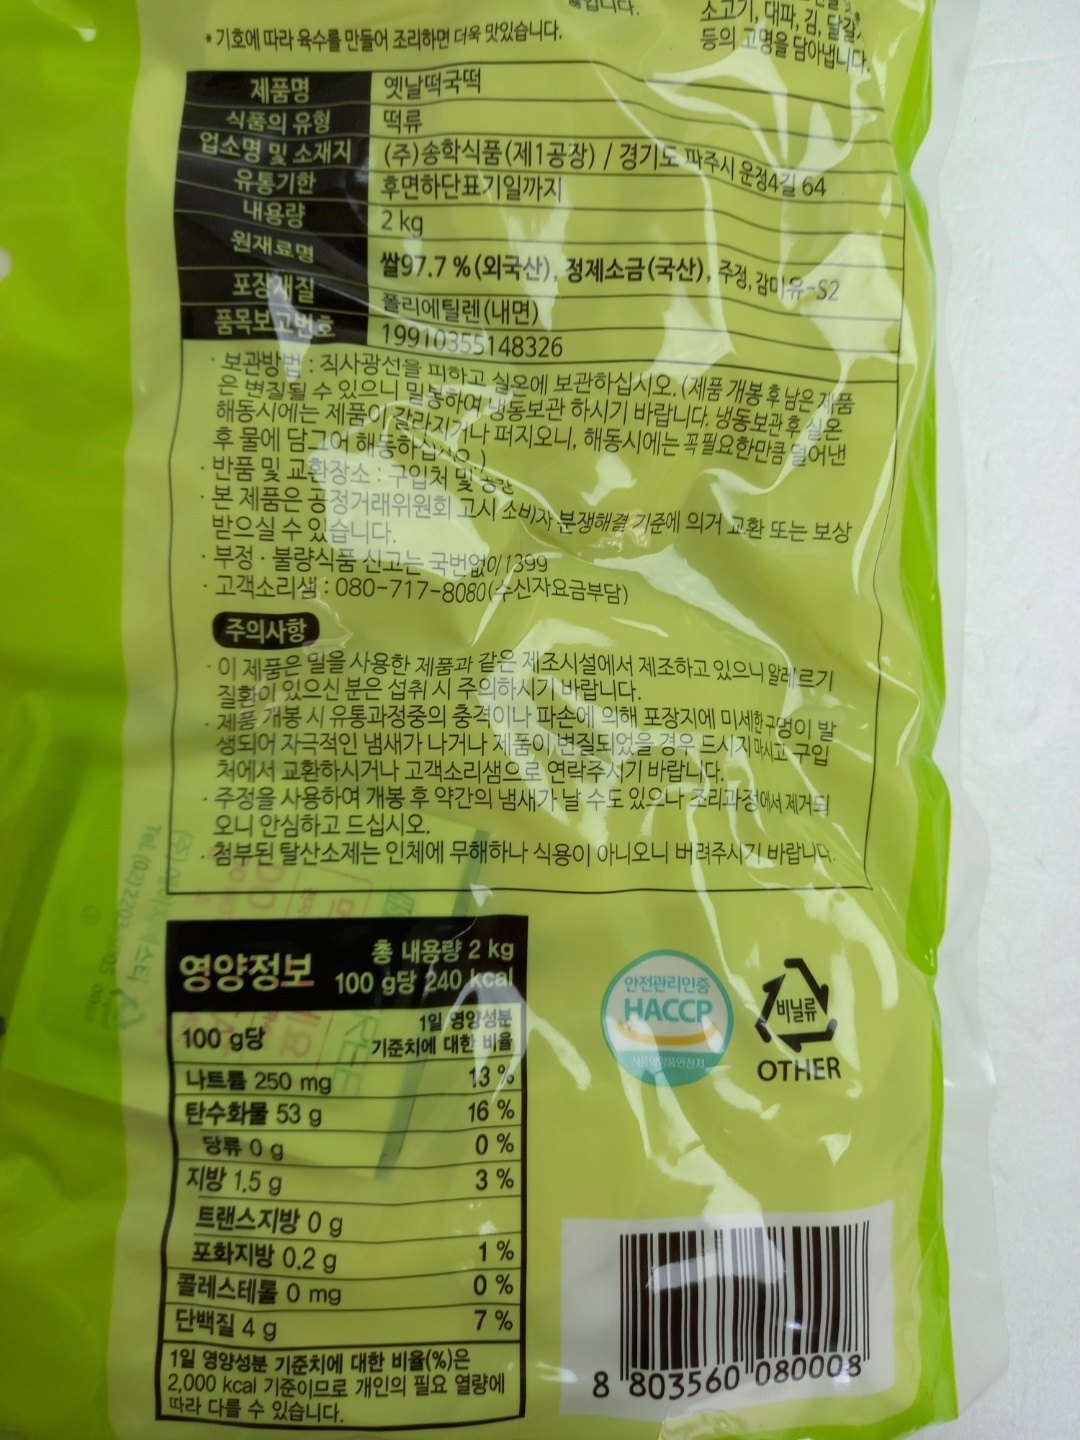 소고기, 대파, 김, 달걀
* 기호에 따라 육수를 만들어 조리하면 더욱 맛있습니다.
등의 고명을 담아냅니다.
제품명 옛날떡국떡
식품의 유형 떡류
업소명 및 소재지 (주)송학식품(제1공장) / 경기도 파주시 운정4길 64
유통기한 후면하단표기일까지
내용량 2 kg
원재료명 쌀97.7 %(외국산), 정제소금(국산), 주정, 감미유-S2
포장재질 폴리에틸렌(내면)
품목보고번호 19910355148326
· 보관방법 : 직사광선을 피하고 실온에 보관하십시오. (제품 개봉 후 남은 제품
은 변질될 수 있으니 밀봉하여 냉동보관 하시기 바랍니다. 냉동보관 후 실온
해동시에는 제품이 갈라지거나 퍼지오니, 해동시에는 꼭 필요한만큼 덜어낸
후 물에 담그어 해동하십시오.)
· 반품 및 교환장소 : 구입처 및 공장
· 본 제품은 공정거래위원회 고시 소비자 분쟁해결 기준에 의거 교환 또는 보상
받으실 수 있습니다.
· 부정 · 불량식품 신고는 국번없이 1399
· 고객소리샘 : 080-717-8080(수신자요금부담)
주의사항
· 이 제품은 밀을 사용한 제품과 같은 제조시설에서 제조하고 있으니 알레르기
질환이 있으신 분은 섭취 시 주의하시기 바랍니다.
· 제품 개봉 시 유통과정중의 충격이나 파손에 의해 포장지에 미세한 구멍이 발
생되어 자극적인 냄새가 나거나 제품이 변질되었을 경우 드시지 마시고 구입
처에서 교환하시거나 고객소리샘으로 연락주시기 바랍니다.
· 주정을 사용하여 개봉 후 약간의 냄새가 날 수도 있으나 조리과정에서 제거되
오니 안심하고 드십시오.
· 첨부된 탈산소제는 인체에 무해하나 식용이 아니오니 버려주시기 바랍니다.
영양정보 총 내용량 2 kg
100 g당 240 kcal
100 g당 1일 영양성분
기준치에 대한 비율
나트륨 250 mg 13 %
탄수화물 53 g 16 %
당류 0 g 0 %
지방 1.5 g 3 %
트랜스지방 0 g
포화지방 0.2 g 1 %
콜레스테롤 0 mg 0 %
단백질 4 g 7 %
1일 영양성분 기준치에 대한 비율(%)은
2,000 kcal 기준이므로 개인의 필요 열량에
따라 다를 수 있습니다.
안전관리인증
HACCP
식품의약품안전처
비닐류
OTHER
8 803560 080008